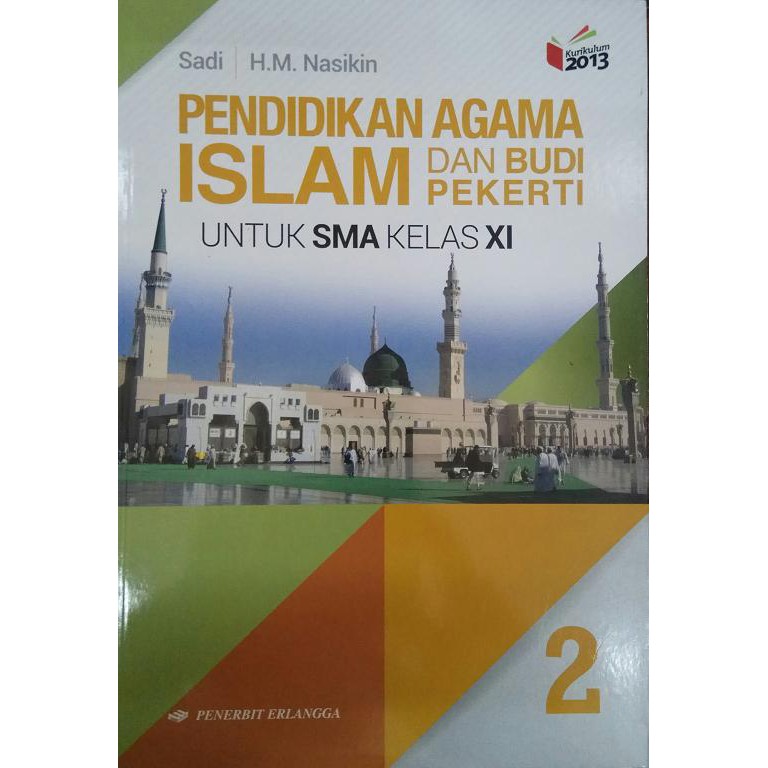 Sadi | H.M. Nasikin
Kurikulum
2013
PENDIDIKAN AGAMA
ISLAM DAN BUDI
PEKERTI
UNTUK SMA KELAS XI
2
PENERBIT ERLANGGA